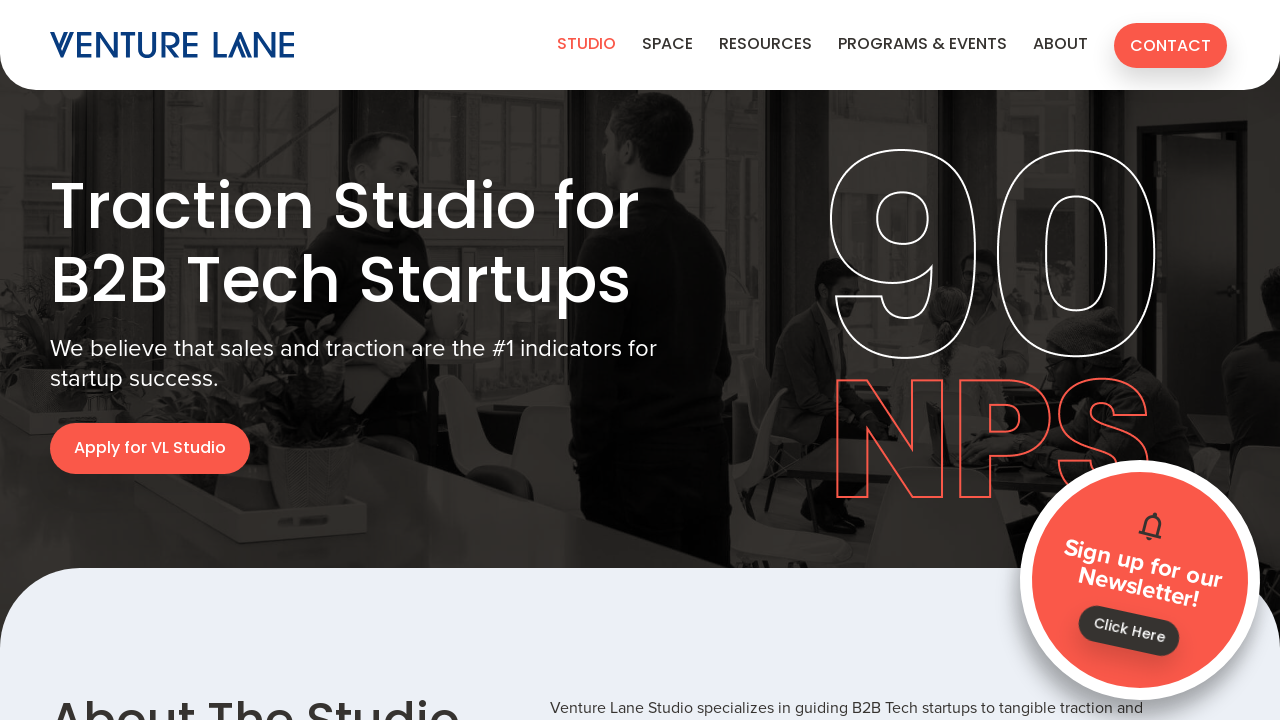 VENTURE LANE
STUDIO
SPACE
RESOURCES
PROGRAMS & EVENTS
ABOUT
CONTACT
Traction Studio for
B2B Tech Startups
We believe that sales and traction are the #1 indicators for
startup success.
Apply for VL Studio
90
NPS
Sign up for our
Newsletter!
Click Here
About The Studio
Venture Lane Studio specializes in guiding B2B Tech startups to tangible traction and